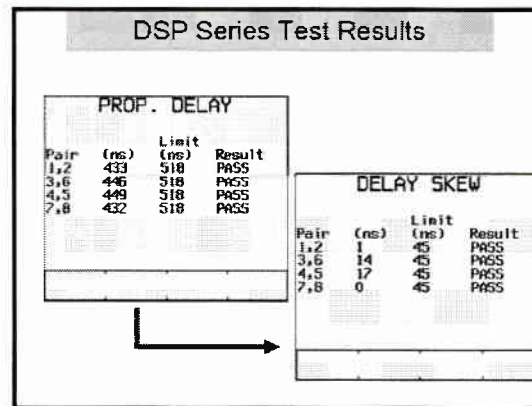 DSP Series Test Results
PROP. DELAY
Limit
Pair (ns) (ns) Result
1,2 433 518 PASS
3,6 446 518 PASS
4,5 449 518 PASS
7,8 432 518 PASS
DELAY SKEW
Limit
Pair (ns) (ns) Result
1,2 1 45 PASS
3,6 14 45 PASS
4,5 17 45 PASS
7,8 0 45 PASS